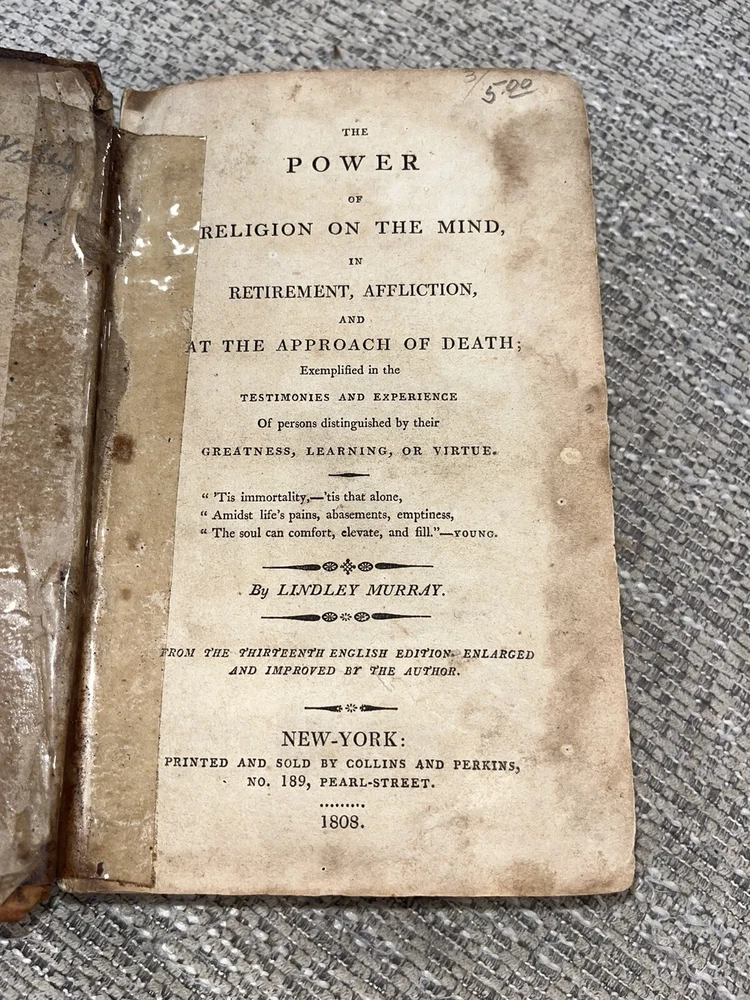 3/
5.00
THE
POWER
OF
RELIGION ON THE MIND,
IN
RETIREMENT, AFFLICTION,
AND
AT THE APPROACH OF DEATH;
Exemplified in the
TESTIMONIES AND EXPERIENCE
Of persons distinguished by their
GREATNESS, LEARNING, OR VIRTUE.
“ 'Tis immortality,—'tis that alone,
“ Amidst life's pains, abasements, emptiness,
“ The soul can comfort, elevate, and fill.”—YOUNG.
By LINDLEY MURRAY.
FROM THE THIRTEENTH ENGLISH EDITION. ENLARGED
AND IMPROVED BY THE AUTHOR.
NEW-YORK:
PRINTED AND SOLD BY COLLINS AND PERKINS,
NO. 189, PEARL-STREET.
1808.